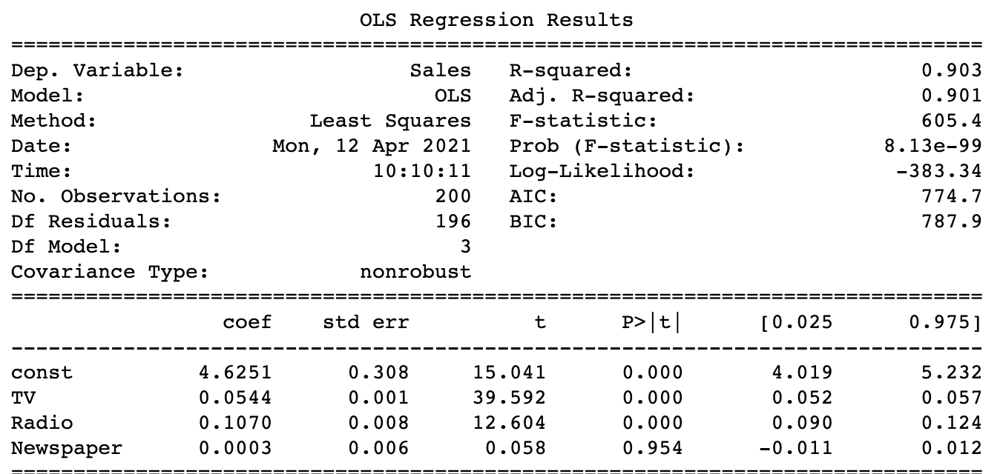 OLS Regression Results
==============================================================================
Dep. Variable: Sales R-squared: 0.903
Model: OLS Adj. R-squared: 0.901
Method: Least Squares F-statistic: 605.4
Date: Mon, 12 Apr 2021 Prob (F-statistic): 8.13e-99
Time: 10:10:11 Log-Likelihood: -383.34
No. Observations: 200 AIC: 774.7
Df Residuals: 196 BIC: 787.9
Df Model: 3
Covariance Type: nonrobust
==============================================================================
coef std err t P>|t| [0.025 0.975]
------------------------------------------------------------------------------
const 4.6251 0.308 15.041 0.000 4.019 5.232
TV 0.0544 0.001 39.592 0.000 0.052 0.057
Radio 0.1070 0.008 12.604 0.000 0.090 0.124
Newspaper 0.0003 0.006 0.058 0.954 -0.011 0.012
==============================================================================